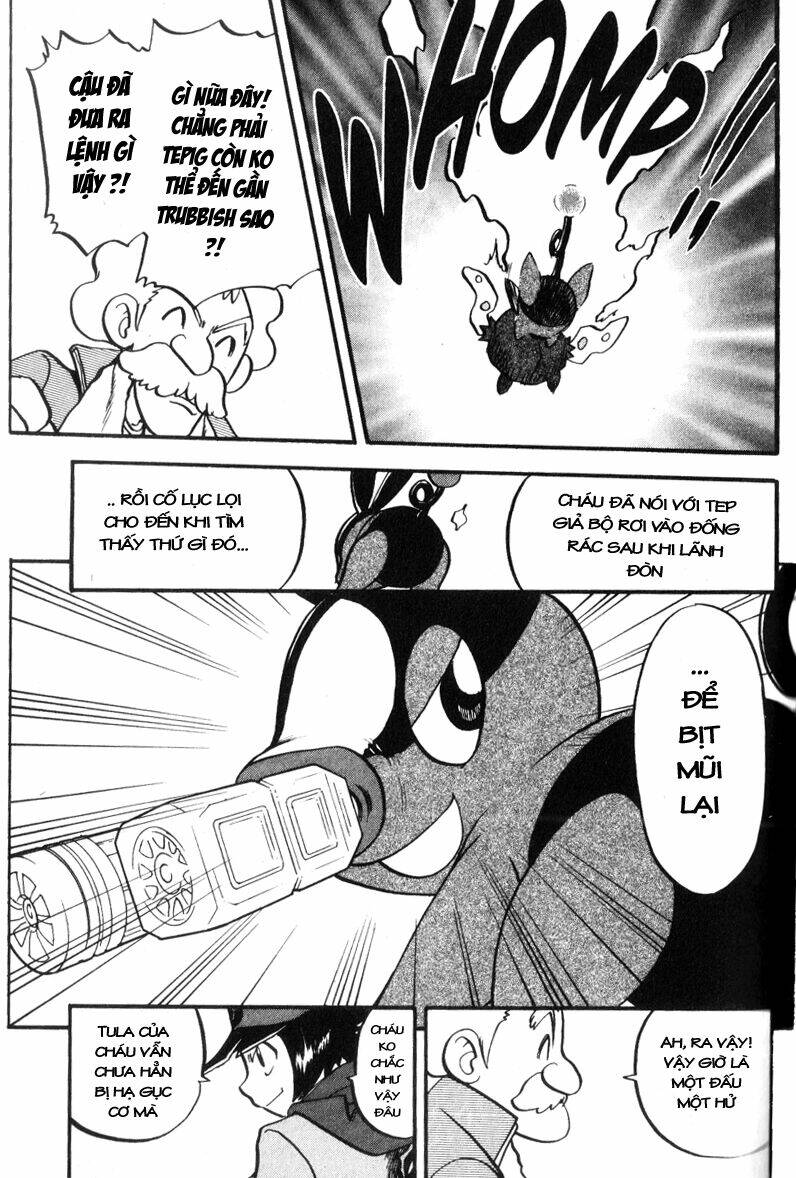 WHOMP!!
GÌ NỮA ĐÂY!
CHẲNG PHẢI
TEPIG CÒN KO
THỂ ĐẾN GẦN
TRUBBISH SAO
?!
CẬU ĐÃ
ĐƯA RA
LỆNH GÌ
VẬY ?!
CHÁU ĐÃ NÓI VỚI TEP
GIẢ BỘ RƠI VÀO ĐỐNG
RÁC SAU KHI LÃNH
ĐÒN
.. RỒI CỐ LỤC LỌI
CHO ĐẾN KHI TÌM
THẤY THỨ GÌ ĐÓ...
...
ĐỂ
BỊT
MŨI
LẠI
AH, RA VẬY!
VẬY GIỜ LÀ
MỘT ĐẤU
MỘT HỬ
CHÁU
KO
CHẮC
NHƯ
VẬY
ĐÂU
TULA CỦA
CHÁU VẪN
CHƯA HẲN
BỊ HẠ GỤC
CƠ MÀ